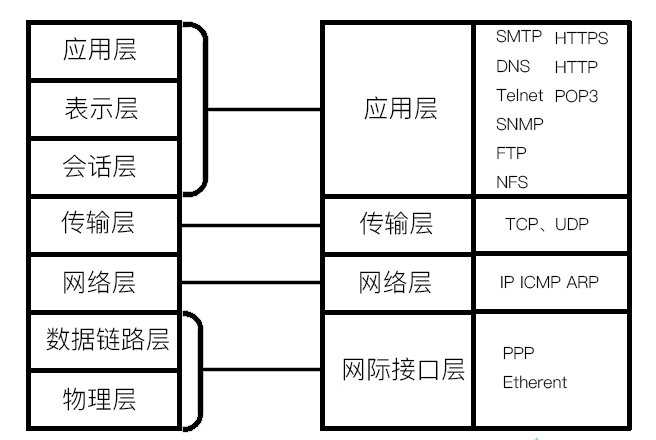 应用层
表示层
会话层
传输层
网络层
数据链路层
物理层
应用层
SMTP HTTPS
DNS HTTP
Telnet POP3
SNMP
FTP
NFS
传输层
TCP、UDP
网络层
IP ICMP ARP
网际接口层
PPP
Etherent